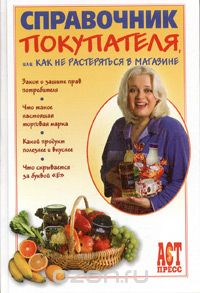 СПРАВОЧНИК
ПОКУПАТЕЛЯ,
или КАК НЕ РАСТЕРЯТЬСЯ В МАГАЗИНЕ
Закон о защите прав
потребителя
•
Что такое
настоящая
торговая марка
•
Какой продукт
полезнее и вкуснее
•
Что скрывается
за буквой «Е»
АСТ
ПРЕСС